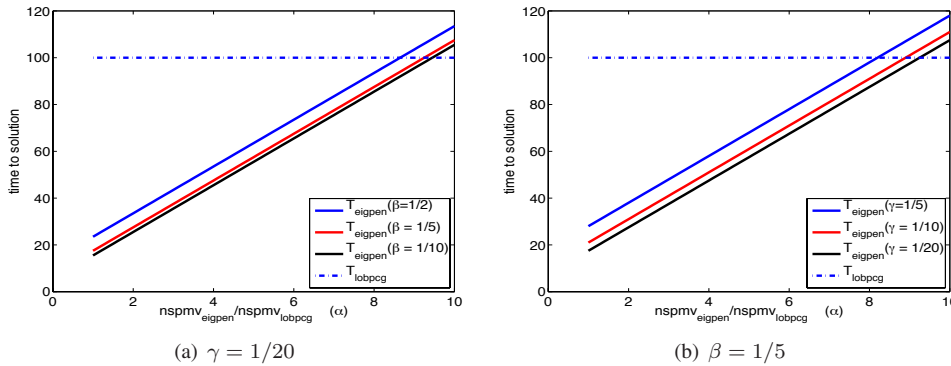 120
100
80
60
40
20
0
time to solution
0 2 4 6 8 10
nspmv_eigpen/nspmv_lobpcg (α)
T_eigpen(β=1/2)
T_eigpen(β = 1/5)
T_eigpen(β = 1/10)
T_lobpcg
(a) γ = 1/20
120
100
80
60
40
20
0
time to solution
0 2 4 6 8 10
nspmv_eigpen/nspmv_lobpcg (α)
T_eigpen(γ=1/5)
T_eigpen(γ = 1/10)
T_eigpen(γ = 1/20)
T_lobpcg
(b) β = 1/5